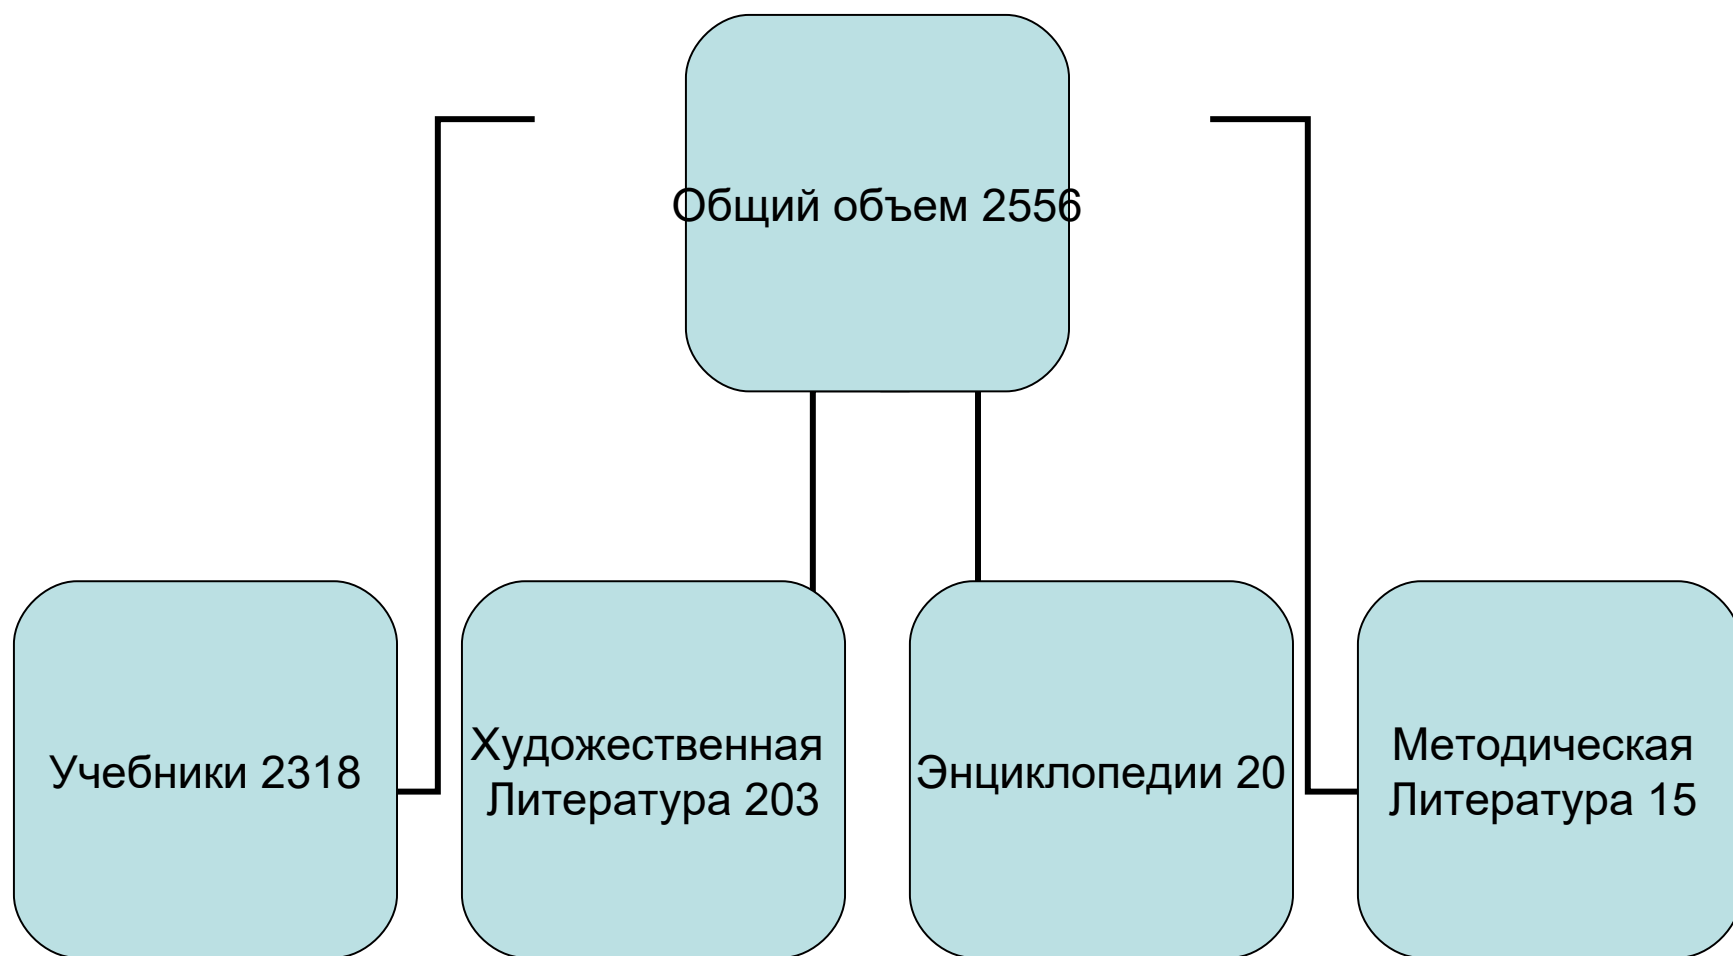 Общий объем 2556
Учебники 2318
Художественная
Литература 203
Энциклопедии 20
Методическая
Литература 15